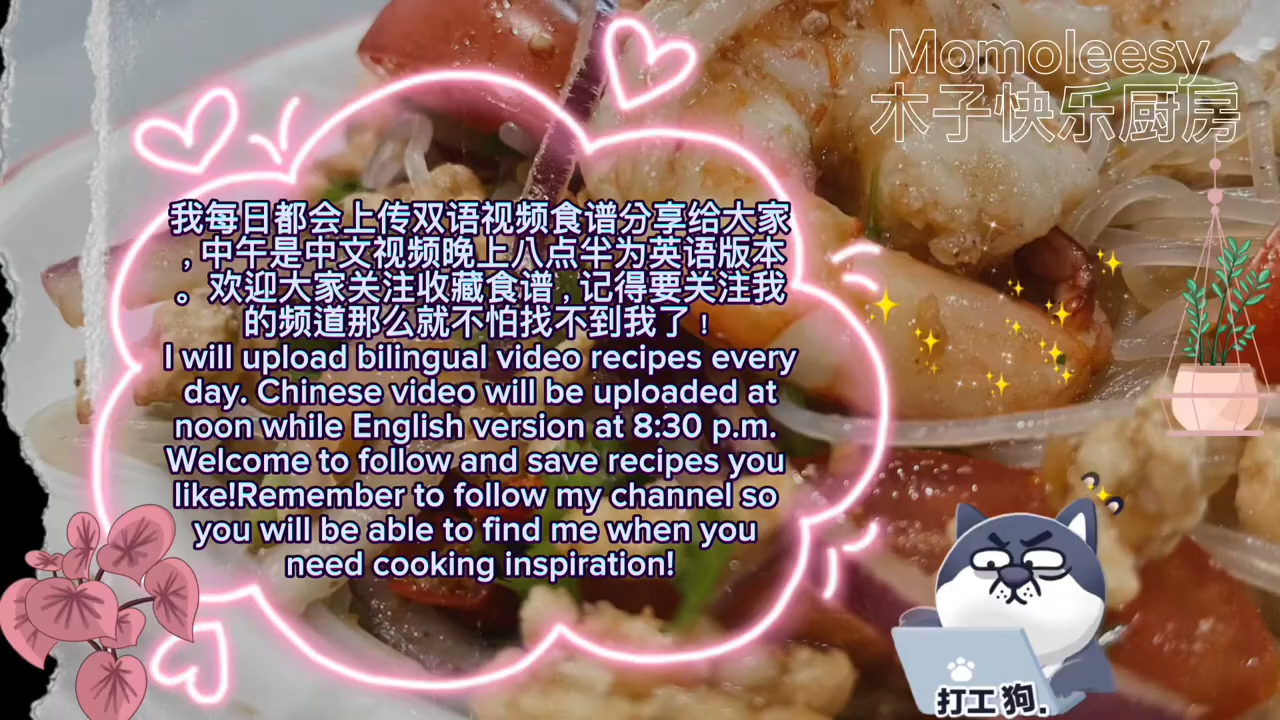 Momoleesy
木子快乐厨房
我每日都会上传双语视频食谱分享给大家
,中午是中文视频晚上八点半为英语版本
。欢迎大家关注收藏食谱,记得要关注我
的频道那么就不怕找不到我了!
I will upload bilingual video recipes every
day. Chinese video will be uploaded at
noon while English version at 8:30 p.m.
Welcome to follow and save recipes you
like!Remember to follow my channel so
you will be able to find me when you
need cooking inspiration!
打工狗.